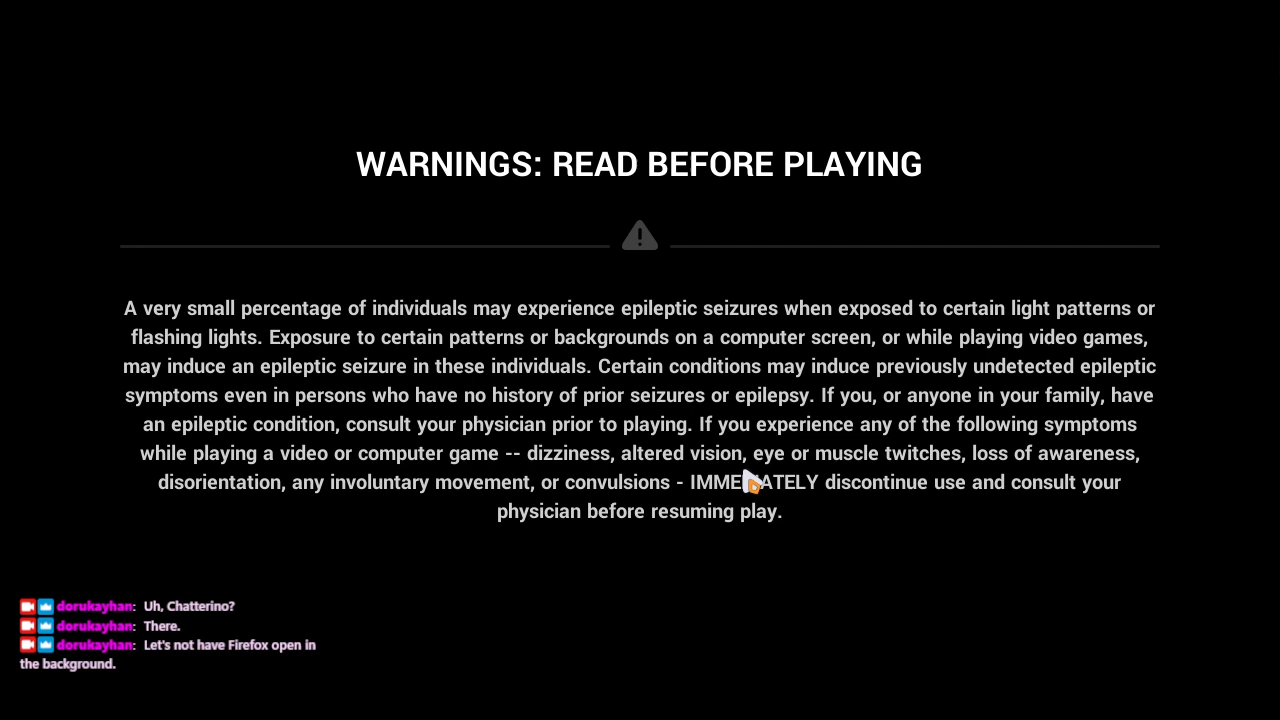 WARNINGS: READ BEFORE PLAYING
A very small percentage of individuals may experience epileptic seizures when exposed to certain light patterns or
flashing lights. Exposure to certain patterns or backgrounds on a computer screen, or while playing video games,
may induce an epileptic seizure in these individuals. Certain conditions may induce previously undetected epileptic
symptoms even in persons who have no history of prior seizures or epilepsy. If you, or anyone in your family, have
an epileptic condition, consult your physician prior to playing. If you experience any of the following symptoms
while playing a video or computer game -- dizziness, altered vision, eye or muscle twitches, loss of awareness,
disorientation, any involuntary movement, or convulsions - IMMEDIATELY discontinue use and consult your
physician before resuming play.
dorukayhan: Uh, Chatterino?
dorukayhan: There.
dorukayhan: Let's not have Firefox open in
the background.